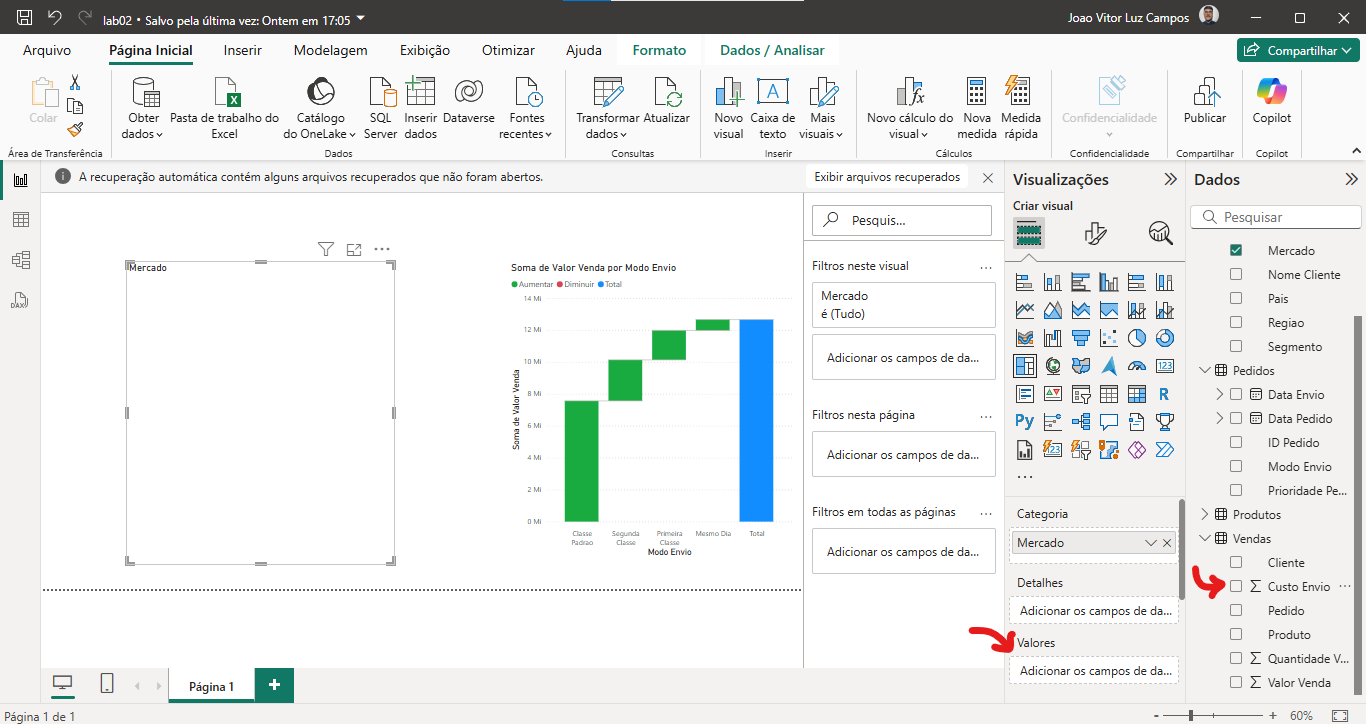 lab02 • Salvo pela última vez: Ontem em 17:05
Joao Vitor Luz Campos
Arquivo
Página Inicial
Inserir
Modelagem
Exibição
Otimizar
Ajuda
Formato
Dados / Analisar
Compartilhar
Colar
Obter
dados
Pasta de trabalho do
Excel
Catálogo
do OneLake
SQL
Server
Inserir
dados
Dataverse
Fontes
recentes
Transformar
dados
Atualizar
Novo
visual
Caixa de
texto
Mais
visuais
Novo cálculo do
visual
Nova
medida
Medida
rápida
Confidencialidade
Publicar
Copilot
Área de Transferência
Dados
Consultas
Inserir
Cálculos
Confidencialidade
Compartilhar
Copilot
A recuperação automática contém alguns arquivos recuperados que não foram abertos.
Exibir arquivos recuperados
DAX
Mercado
Soma de Valor Venda por Modo Envio
Aumentar
Diminuir
Total
Soma de Valor Venda
14 Mi
12 Mi
10 Mi
8 Mi
6 Mi
4 Mi
2 Mi
0 Mi
Classe
Padrao
Segunda
Classe
Primeira
Classe
Mesmo Dia
Total
Modo Envio
Pesquis...
Filtros neste visual
...
Mercado
é (Tudo)
Adicionar os campos de da...
Filtros nesta página
...
Adicionar os campos de da...
Filtros em todas as páginas
...
Adicionar os campos de da...
Visualizações
Criar visual
123
R
Py
123
...
Categoria
Mercado
Detalhes
Adicionar os campos de da...
Valores
Adicionar os campos de da...
Dados
Pesquisar
Mercado
Nome Cliente
Pais
Regiao
Segmento
Pedidos
Data Envio
Data Pedido
ID Pedido
Modo Envio
Prioridade Pe...
Produtos
Vendas
Cliente
Custo Envio
...
Pedido
Produto
Quantidade V...
Valor Venda
Página 1
+
Página 1 de 1
- + 60%